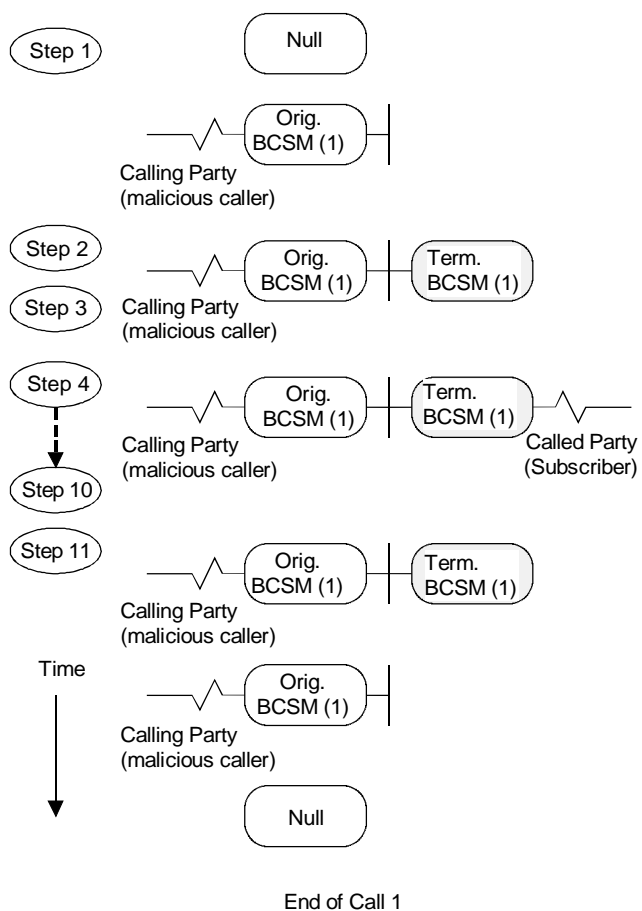 Step 1
Null
Orig.
BCSM (1)
Calling Party
(malicious caller)
Step 2
Orig.
BCSM (1)
Term.
BCSM (1)
Step 3
Calling Party
(malicious caller)
Step 4
Orig.
BCSM (1)
Term.
BCSM (1)
Calling Party
(malicious caller)
Called Party
(Subscriber)
Step 10
Step 11
Orig.
BCSM (1)
Term.
BCSM (1)
Calling Party
(malicious caller)
Time
Orig.
BCSM (1)
Calling Party
(malicious caller)
Null
End of Call 1